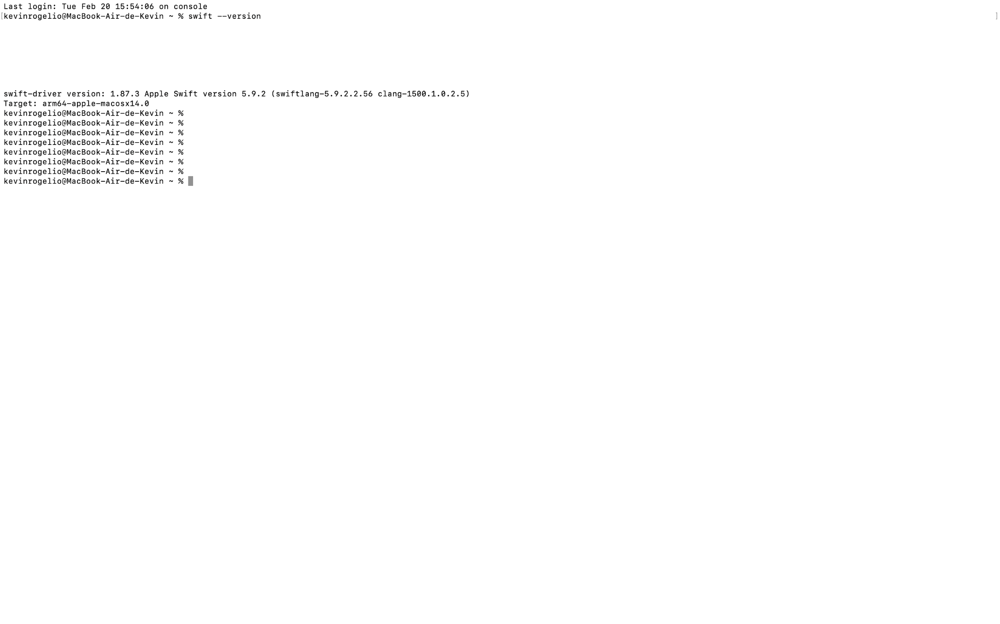 Last login: Tue Feb 20 15:54:06 on console
[kevinrogelio@MacBook-Air-de-Kevin ~ % swift --version ]
swift-driver version: 1.87.3 Apple Swift version 5.9.2 (swiftlang-5.9.2.2.56 clang-1500.1.0.2.5)
Target: arm64-apple-macosx14.0
kevinrogelio@MacBook-Air-de-Kevin ~ %
kevinrogelio@MacBook-Air-de-Kevin ~ %
kevinrogelio@MacBook-Air-de-Kevin ~ %
kevinrogelio@MacBook-Air-de-Kevin ~ %
kevinrogelio@MacBook-Air-de-Kevin ~ %
kevinrogelio@MacBook-Air-de-Kevin ~ %
kevinrogelio@MacBook-Air-de-Kevin ~ %
kevinrogelio@MacBook-Air-de-Kevin ~ %